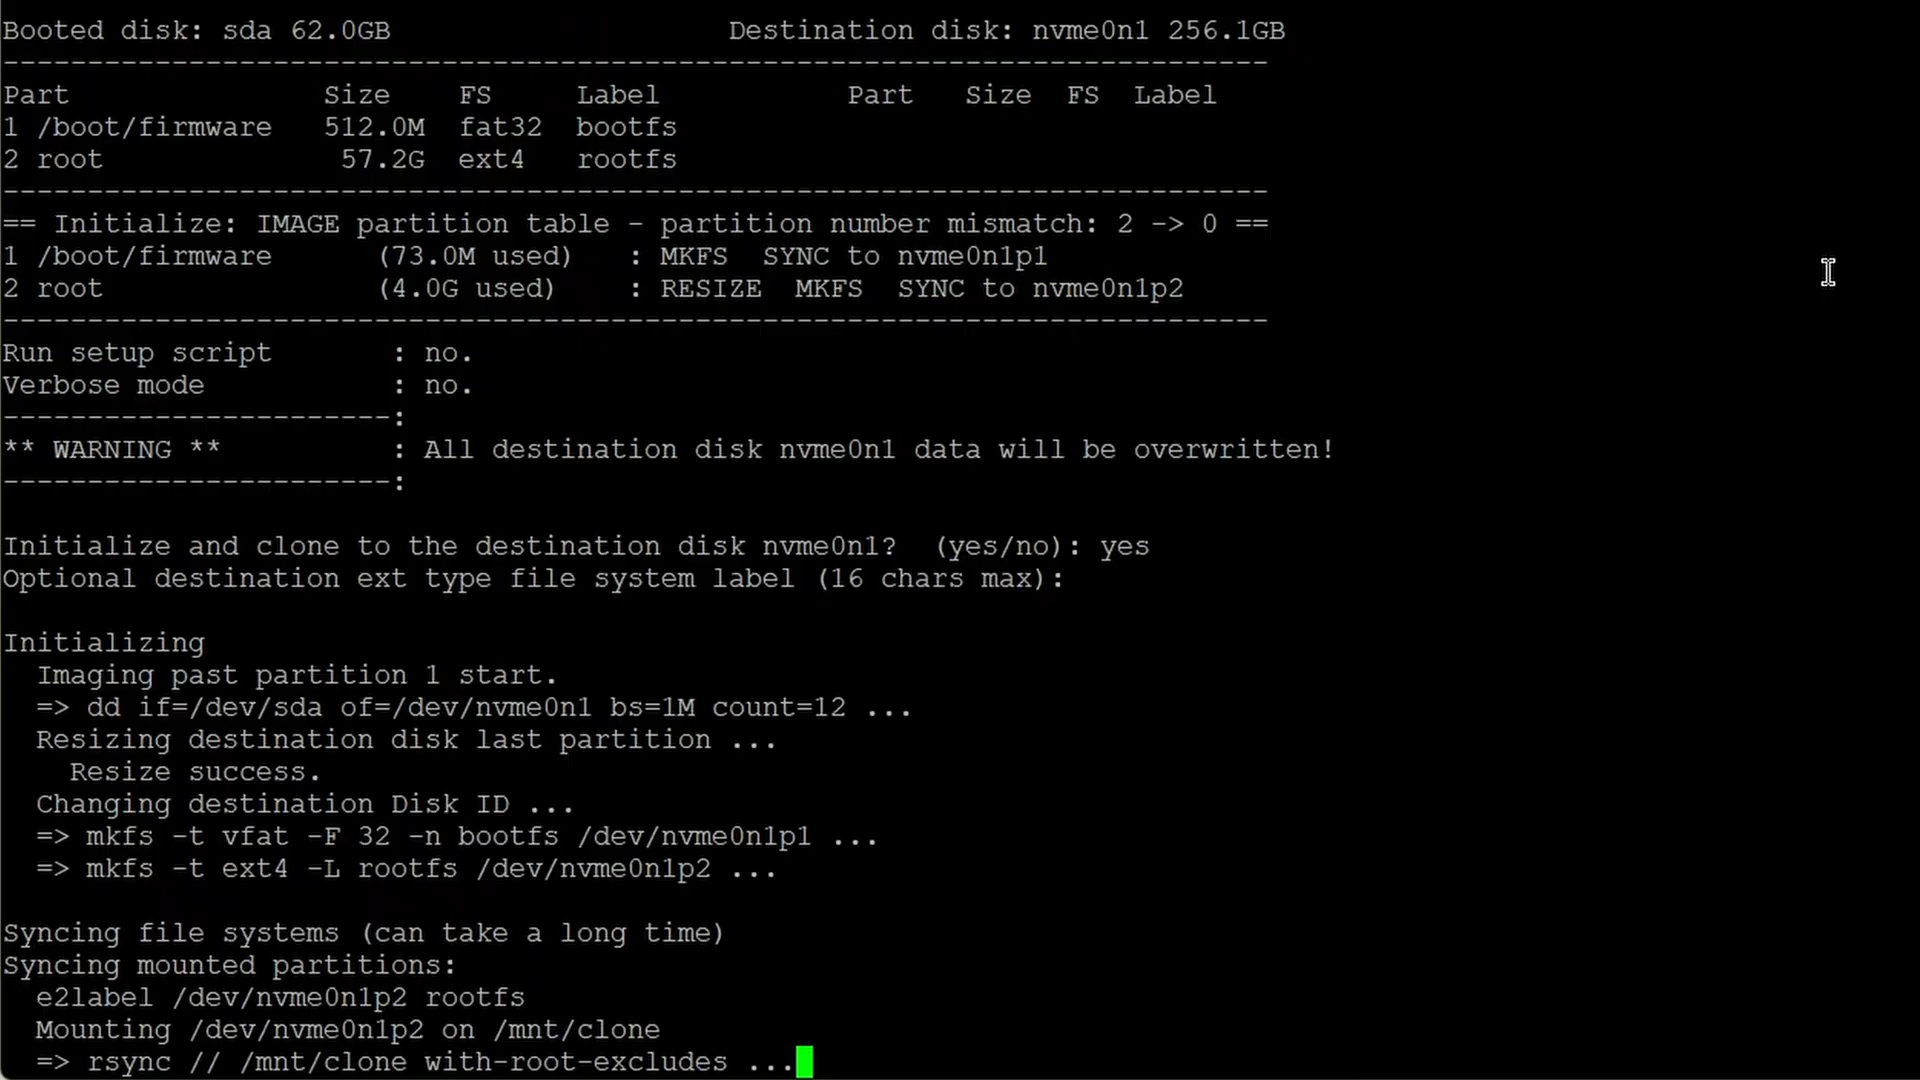 Booted disk: sda 62.0GB                    Destination disk: nvme0n1 256.1GB
---------------------------------------------------------------------------
Part               Size    FS     Label           Part   Size  FS  Label
1 /boot/firmware   512.0M  fat32  bootfs
2 root              57.2G  ext4   rootfs
---------------------------------------------------------------------------
== Initialize: IMAGE partition table - partition number mismatch: 2 -> 0 ==
1 /boot/firmware      (73.0M used)   : MKFS  SYNC to nvme0n1p1
2 root                (4.0G used)    : RESIZE  MKFS  SYNC to nvme0n1p2
---------------------------------------------------------------------------
Run setup script       : no.
Verbose mode           : no.
-----------------------:
** WARNING **          : All destination disk nvme0n1 data will be overwritten!
-----------------------:
Initialize and clone to the destination disk nvme0n1?  (yes/no): yes
Optional destination ext type file system label (16 chars max):
Initializing
  Imaging past partition 1 start.
  => dd if=/dev/sda of=/dev/nvme0n1 bs=1M count=12 ...
  Resizing destination disk last partition ...
    Resize success.
  Changing destination Disk ID ...
  => mkfs -t vfat -F 32 -n bootfs /dev/nvme0n1p1 ...
  => mkfs -t ext4 -L rootfs /dev/nvme0n1p2 ...
Syncing file systems (can take a long time)
Syncing mounted partitions:
  e2label /dev/nvme0n1p2 rootfs
  Mounting /dev/nvme0n1p2 on /mnt/clone
  => rsync // /mnt/clone with-root-excludes ...